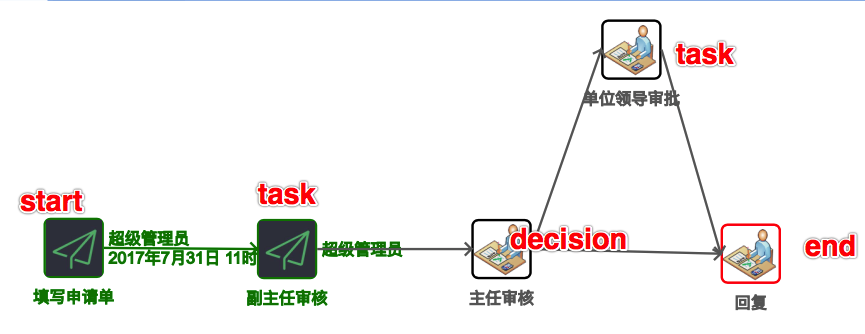 task
单位领导审批
start
task
超级管理员
2017年7月31日 11时
超级管理员
decision
end
填写申请单
副主任审核
主任审核
回复